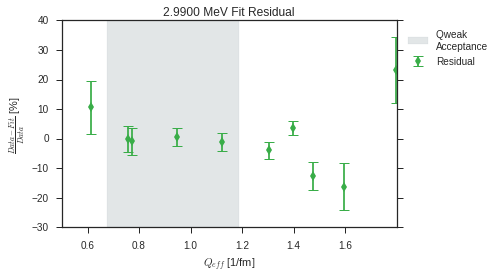 2.9900 MeV Fit Residual
40
30
20
10
0
−10
−20
−30
Data − Fit
Data
[%]
0.6 0.8 1.0 1.2 1.4 1.6
Q_eff [1/fm]
Qweak
Acceptance
Residual